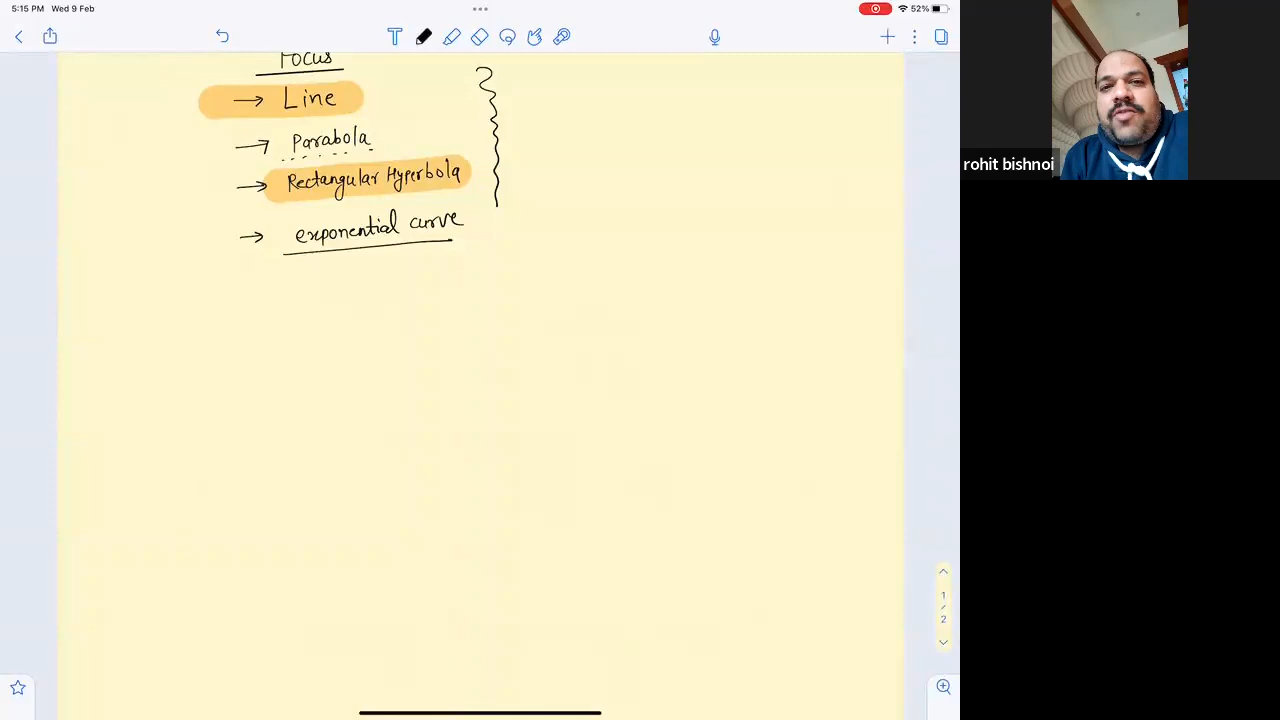 5:15 PM Wed 9 Feb
52%
Focus
→ Line
→ Parabola
→ Rectangular Hyperbola
→ exponential curve
rohit bishnoi
1
/
2